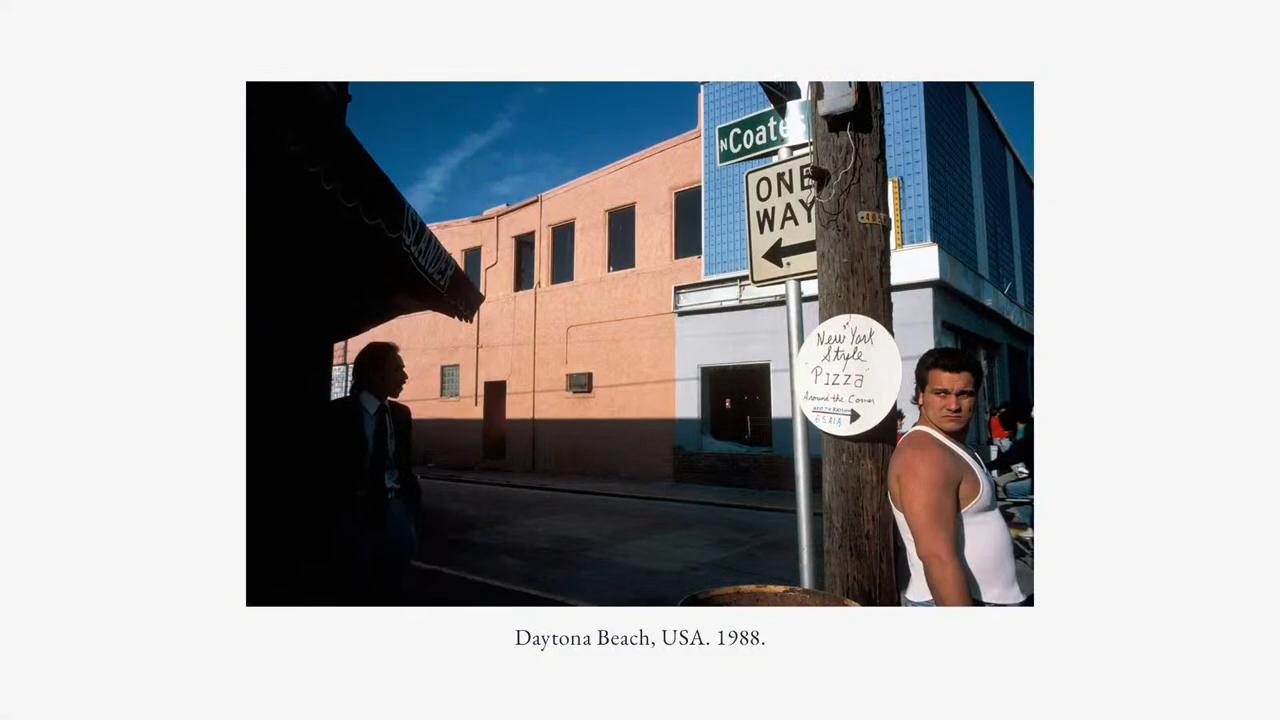 N Coates
ONE
WAY
New York
Style
"Pizza"
Around the Corner
Daytona Beach, USA. 1988.